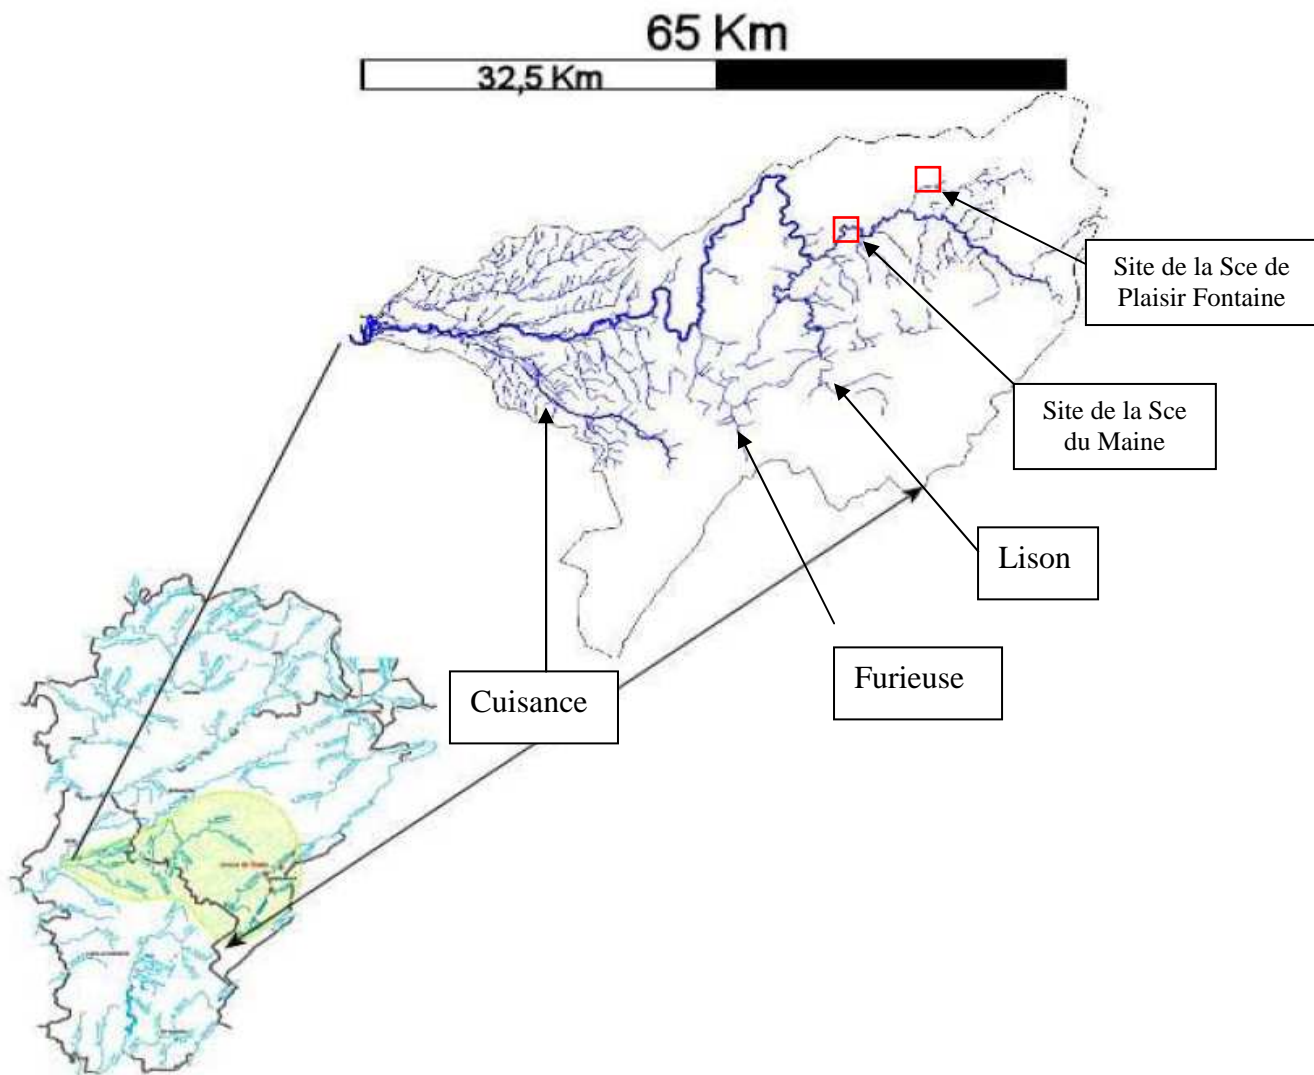 65 Km
32,5 Km
Site de la Sce de
Plaisir Fontaine
Site de la Sce
du Maine
Lison
Furieuse
Cuisance